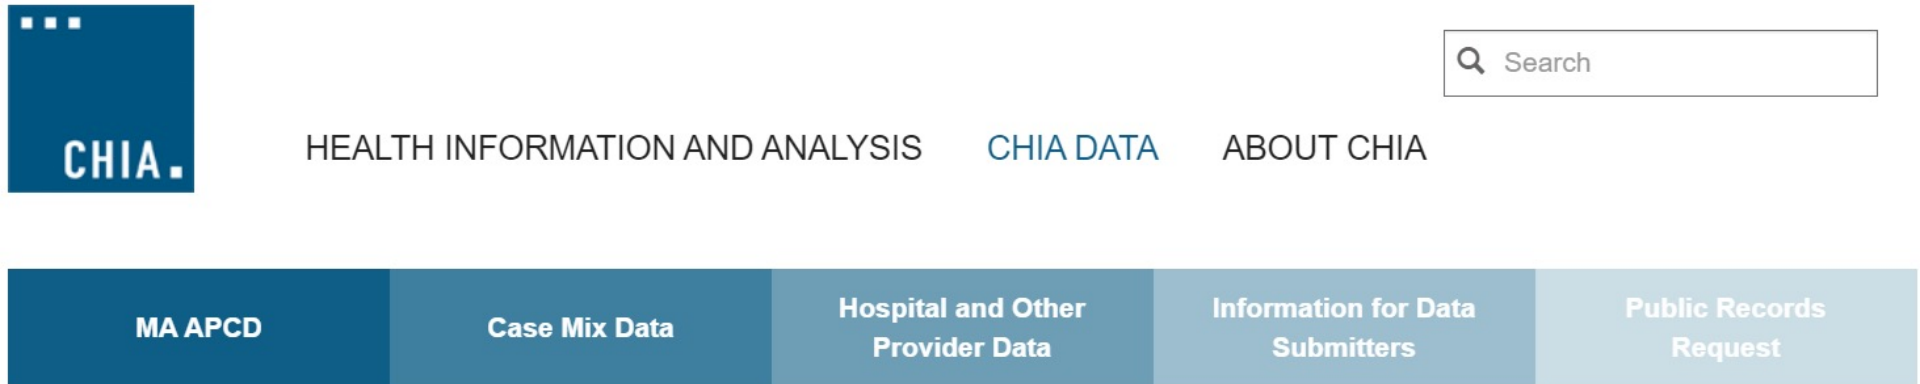 CHIA.
Search
HEALTH INFORMATION AND ANALYSIS
CHIA DATA
ABOUT CHIA
MA APCD
Case Mix Data
Hospital and Other
Provider Data
Information for Data
Submitters
Public Records
Request